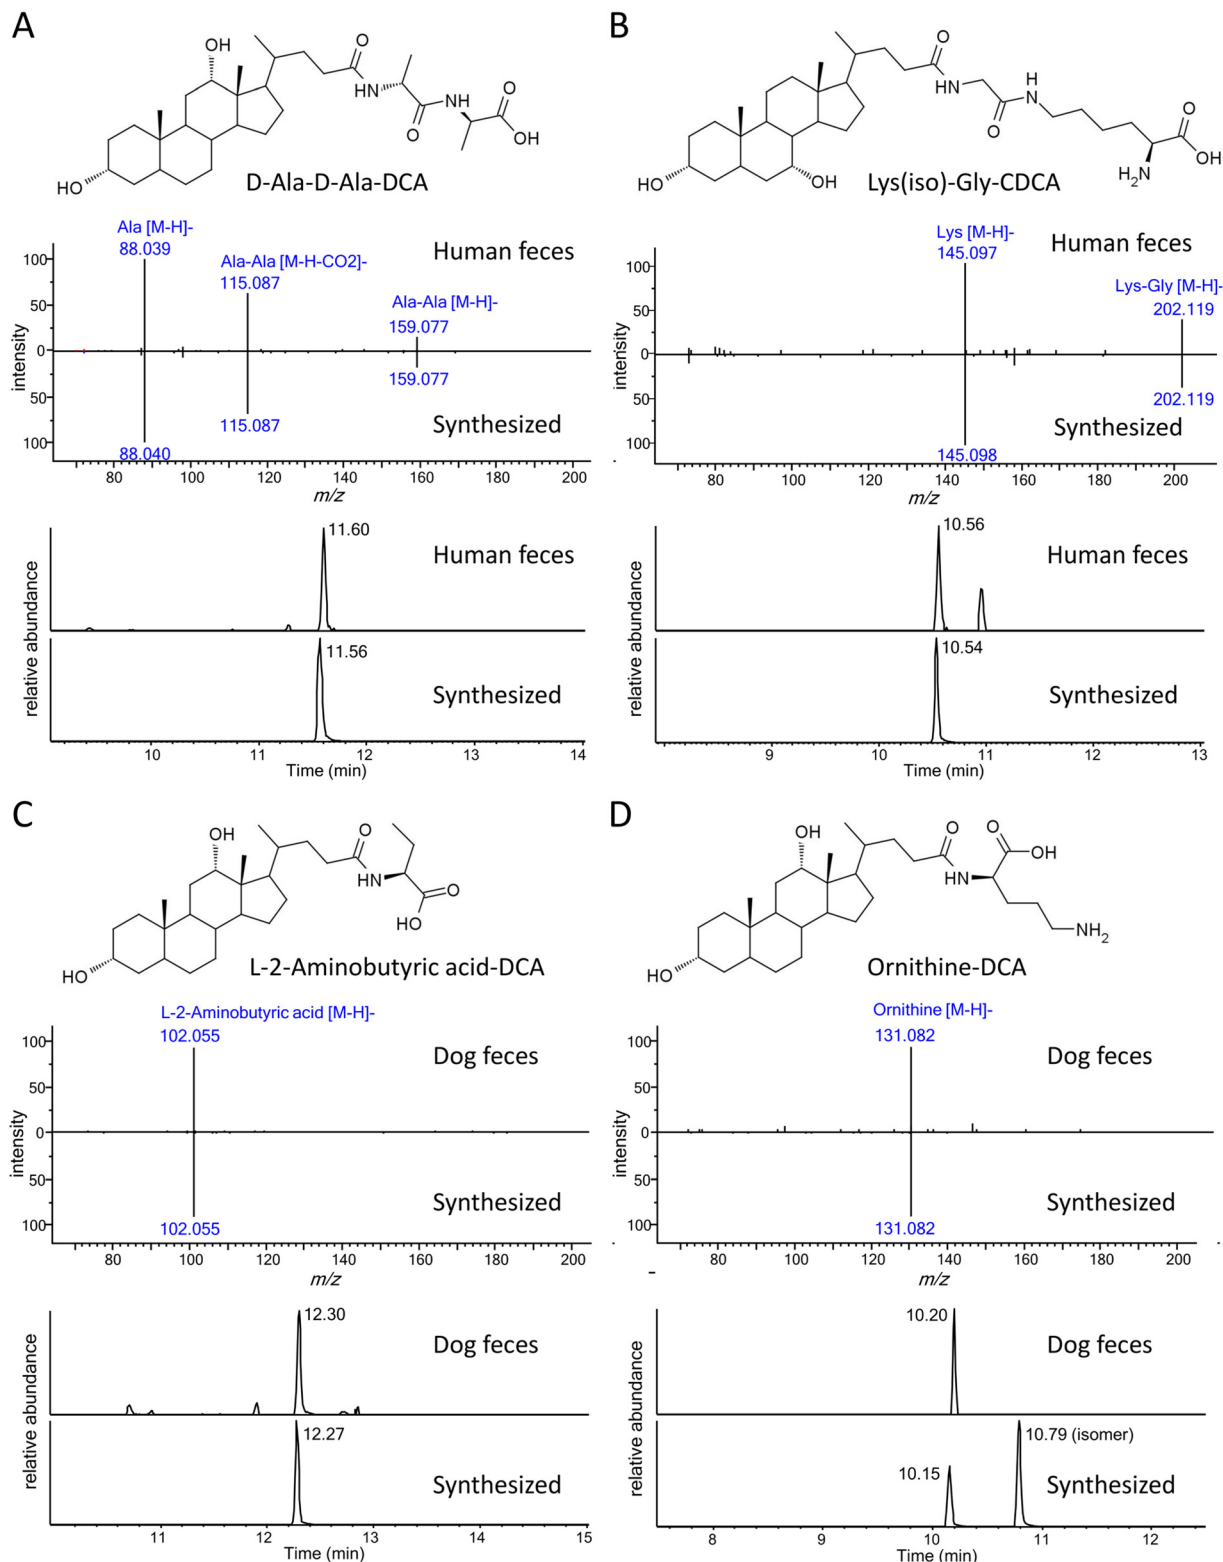 A
OH
O
HN
NH
O
O
OH
HO
D-Ala-D-Ala-DCA
Ala [M-H]-
88.039
Human feces
Ala-Ala [M-H-CO2]-
115.087
Ala-Ala [M-H]-
159.077
100
50
0
50
100
intensity
159.077
115.087
88.040
Synthesized
80 100 120 140 160 180 200
m/z
11.60
Human feces
relative abundance
11.56
Synthesized
10 11 12 13 14
Time (min)
B
O
HN
H
N
O
O
OH
H2N
HO
OH
Lys(iso)-Gly-CDCA
Lys [M-H]-
145.097
Human feces
Lys-Gly [M-H]-
202.119
100
50
0
50
100
intensity
202.119
Synthesized
145.098
80 100 120 140 160 180 200
m/z
10.56
Human feces
relative abundance
10.54
Synthesized
9 10 11 12 13
Time (min)
C
OH
O
HN
O
HO
HO
L-2-Aminobutyric acid-DCA
L-2-Aminobutyric acid [M-H]-
102.055
Dog feces
100
50
0
50
100
intensity
Synthesized
102.055
80 100 120 140 160 180 200
m/z
12.30
Dog feces
relative abundance
12.27
Synthesized
11 12 13 14 15
Time (min)
D
OH
O
O
OH
HN
NH2
HO
Ornithine-DCA
Ornithine [M-H]-
131.082
Dog feces
100
50
0
50
100
intensity
Synthesized
131.082
80 100 120 140 160 180 200
m/z
10.20
Dog feces
relative abundance
10.79 (isomer)
10.15
Synthesized
8 9 10 11 12
Time (min)